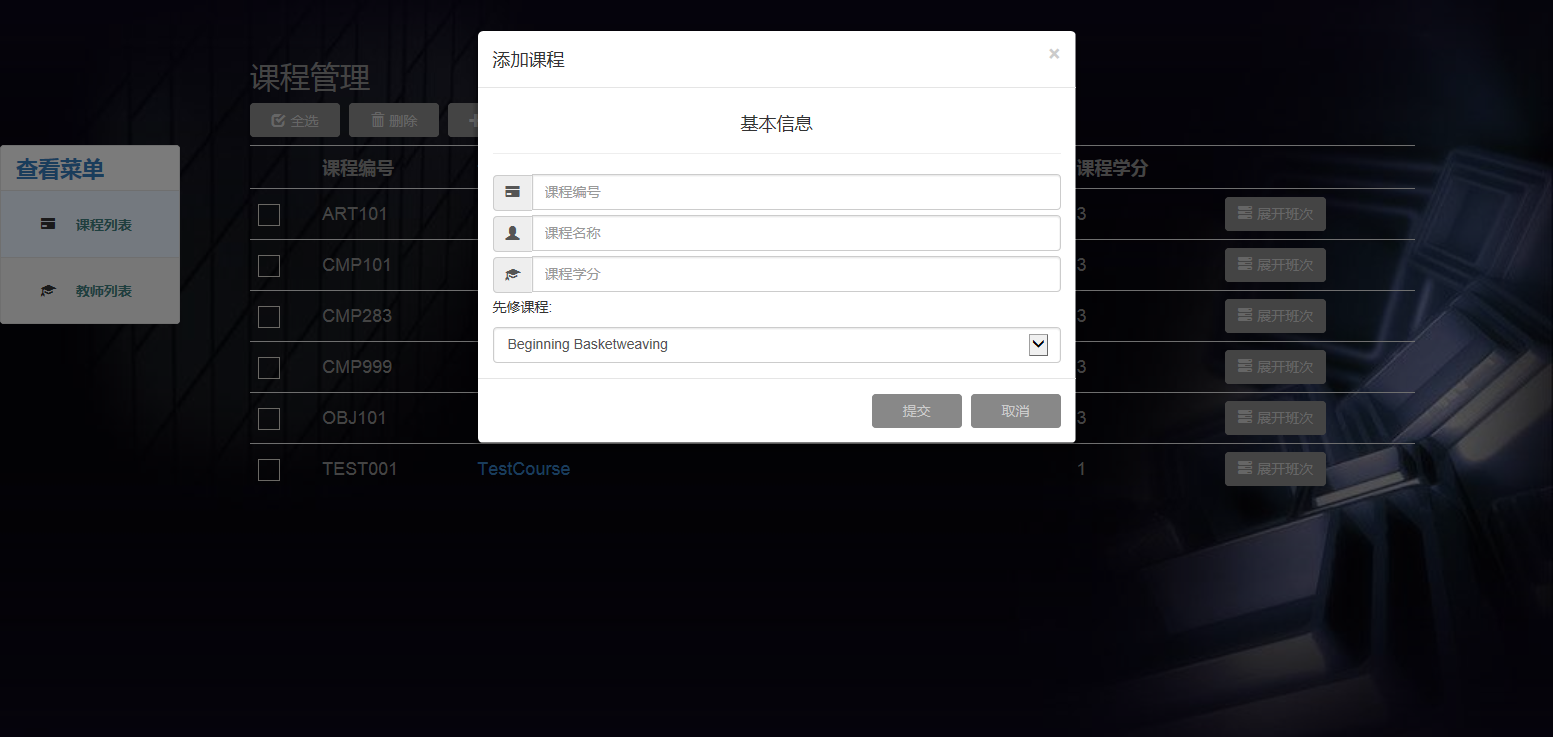 添加课程 ×
基本信息
课程编号
课程名称
课程学分
先修课程:
Beginning Basketweaving
提交 取消
课程管理
全选 删除
查看菜单
课程列表
教师列表
课程编号 课程学分
ART101 3 展开班次
CMP101 3 展开班次
CMP283 3 展开班次
CMP999 3 展开班次
OBJ101 3 展开班次
TEST001 TestCourse 1 展开班次